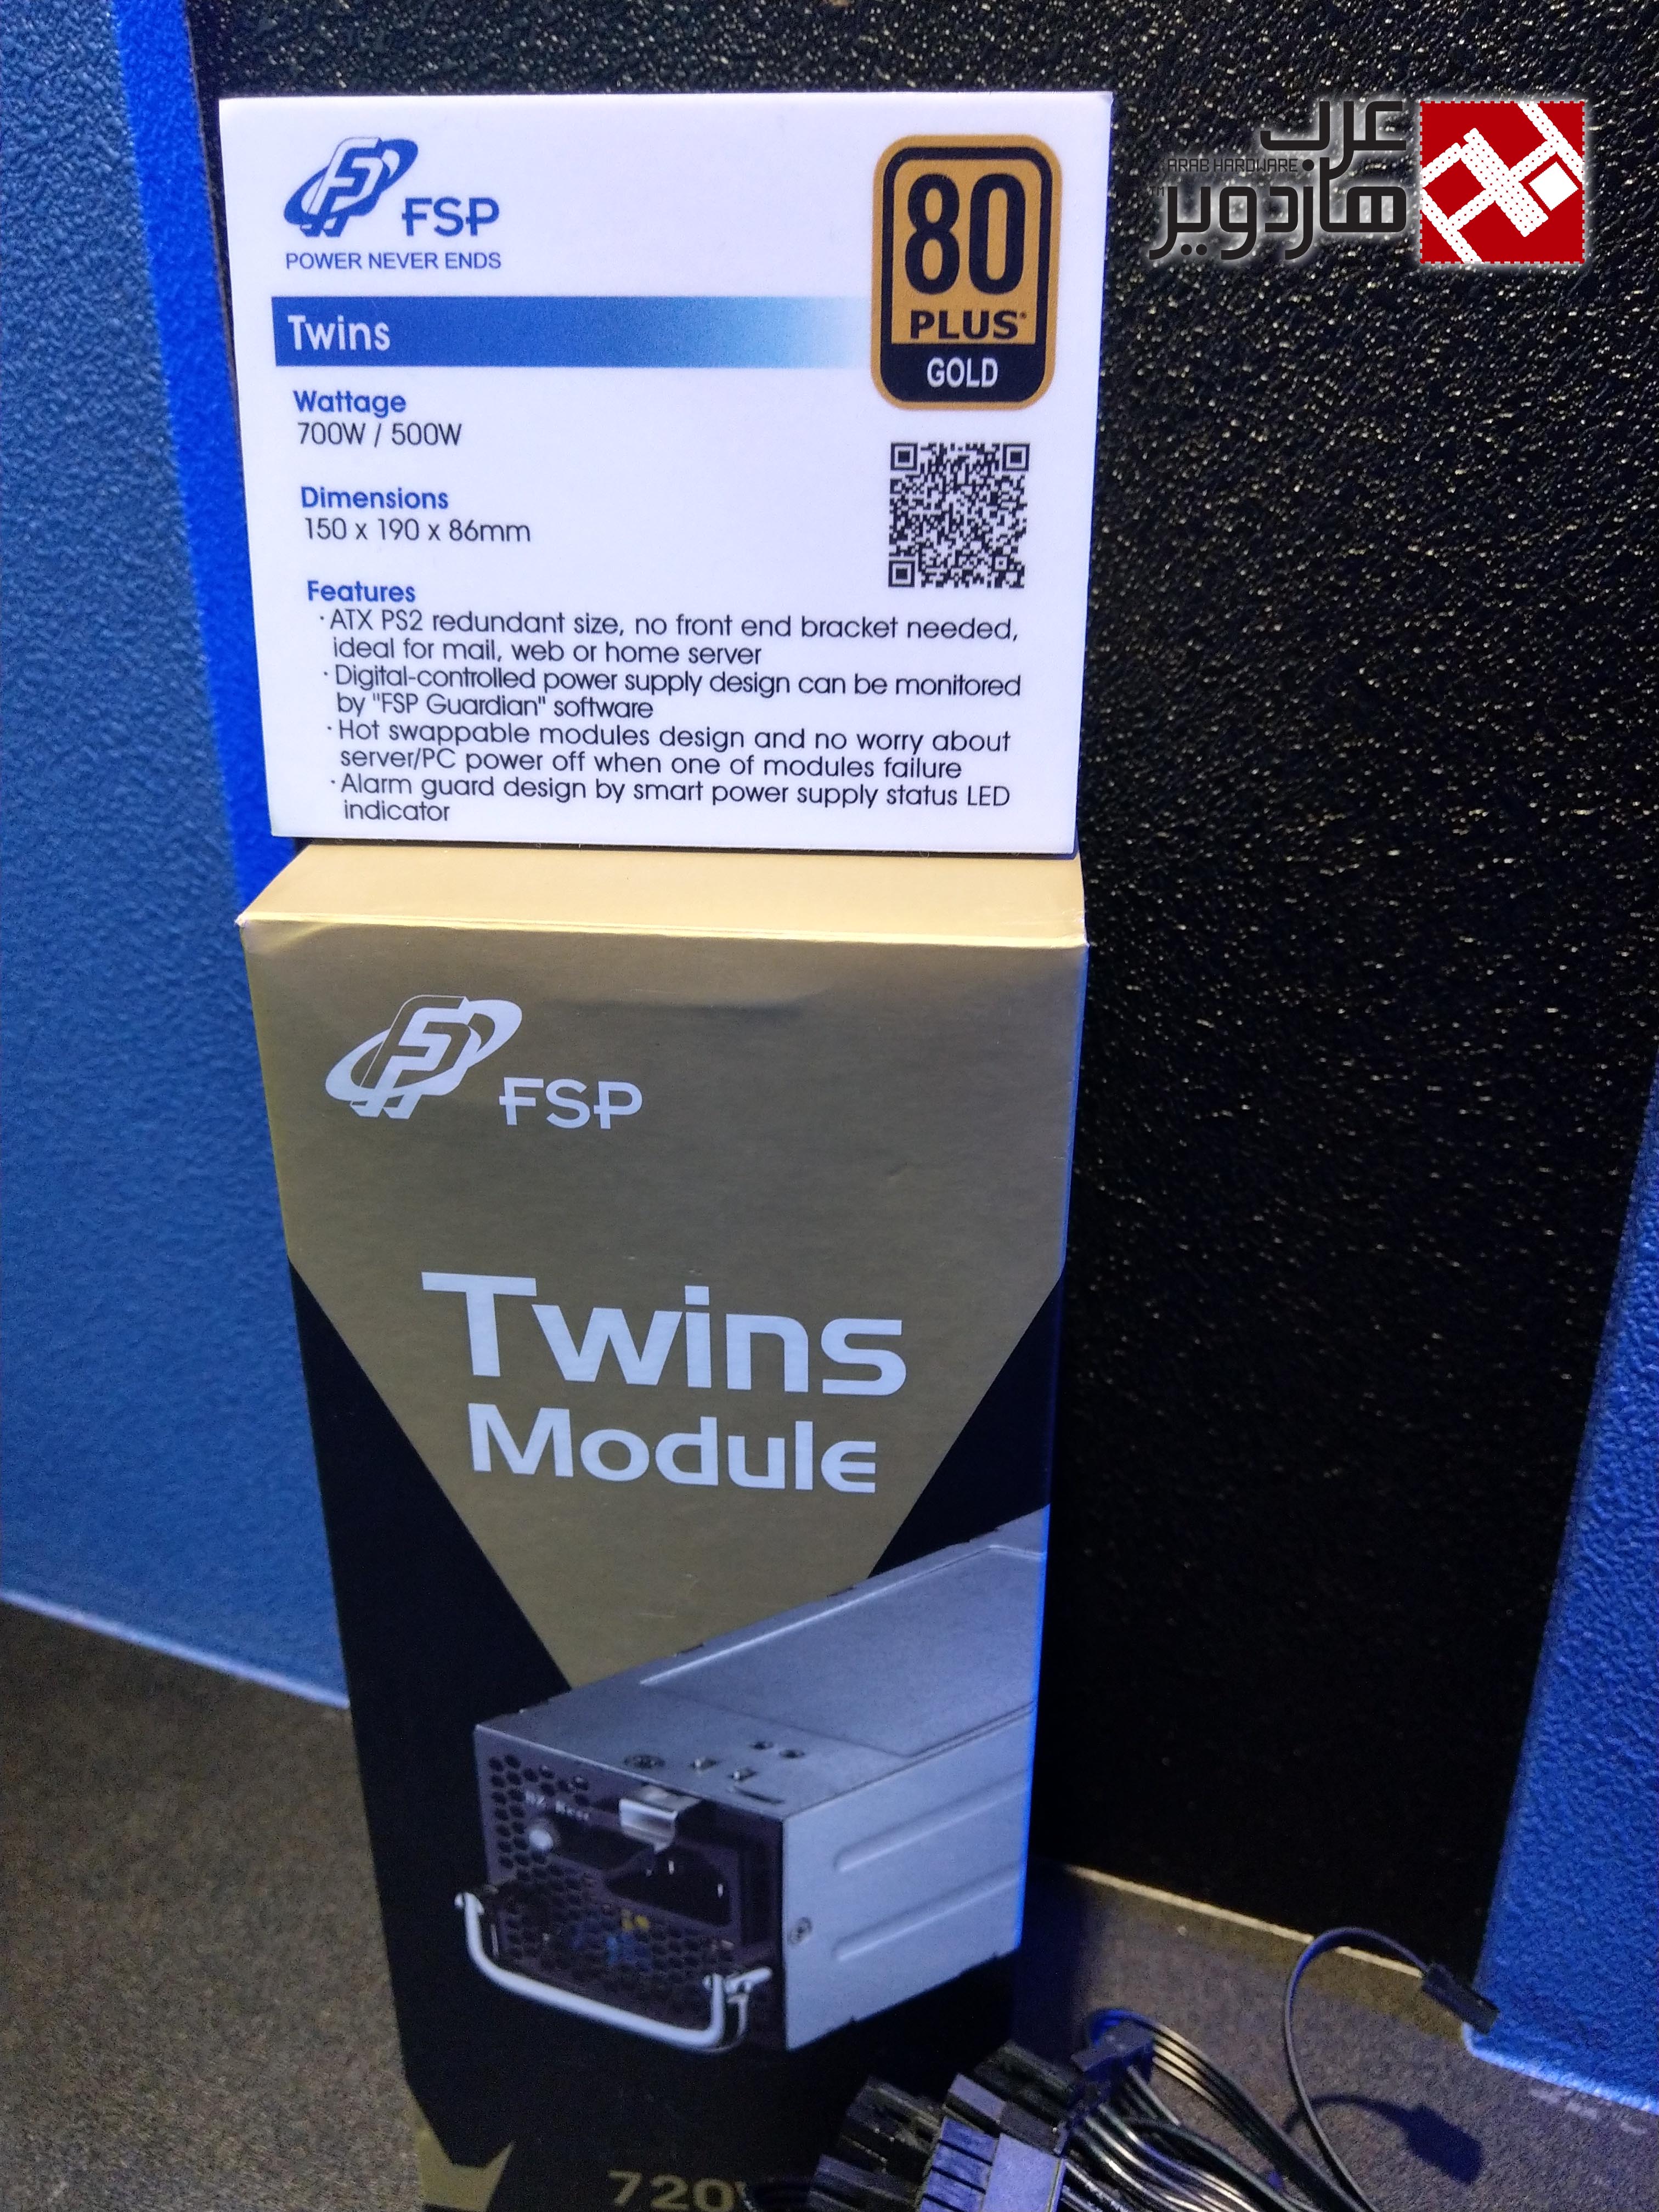 FSP
POWER NEVER ENDS
80
PLUS®
GOLD
Twins
Wattage
700W / 500W
Dimensions
150 x 190 x 86mm
Features
·ATX PS2 redundant size, no front end bracket needed,
ideal for mail, web or home server
·Digital-controlled power supply design can be monitored
by "FSP Guardian" software
·Hot swappable modules design and no worry about
server/PC power off when one of modules failure
·Alarm guard design by smart power supply status LED
indicator
عرب
ARAB HARDWARE
هاردوير
FSP
Twins
Module